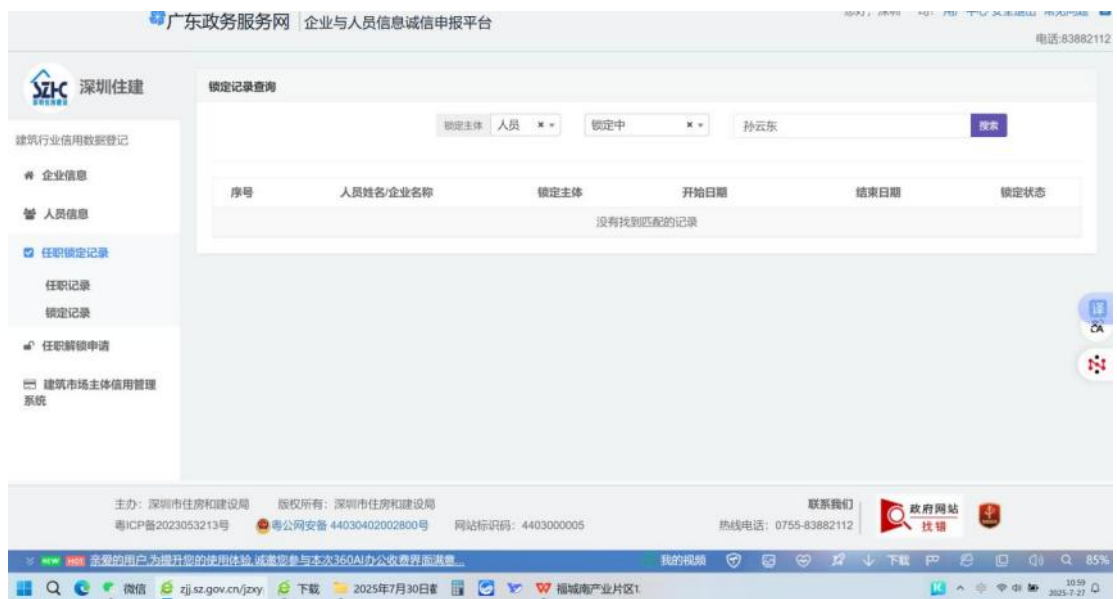 广东政务服务网 企业与人员信息诚信申报平台
电话:83882112
深圳住建
锁定记录查询
锁定主体 人员 × 锁定中 × 孙云东 搜索
建筑行业信用数据登记
企业信息
人员信息
任职锁定记录
任职记录
锁定记录
任职解锁申请
建筑市场主体信用管理
系统
序号 人员姓名/企业名称 锁定主体 开始日期 结束日期 锁定状态
没有找到匹配的记录
译
主办：深圳市住房和建设局 版权所有：深圳市住房和建设局 联系我们
粤ICP备2023053213号 粤公网安备 44030402002800号 网站标识码：4403000005 热线电话：0755-83882112
政府网站
找错
NEW HOT 亲爱的用户,为提升您的使用体验,诚邀您参与本次360AI办公收费界面满意... 我的视频 下载 85%
微信 zjj.sz.gov.cn/jzxy 下载 2025年7月30日 福城南产业片区1 10:59
2025-7-27